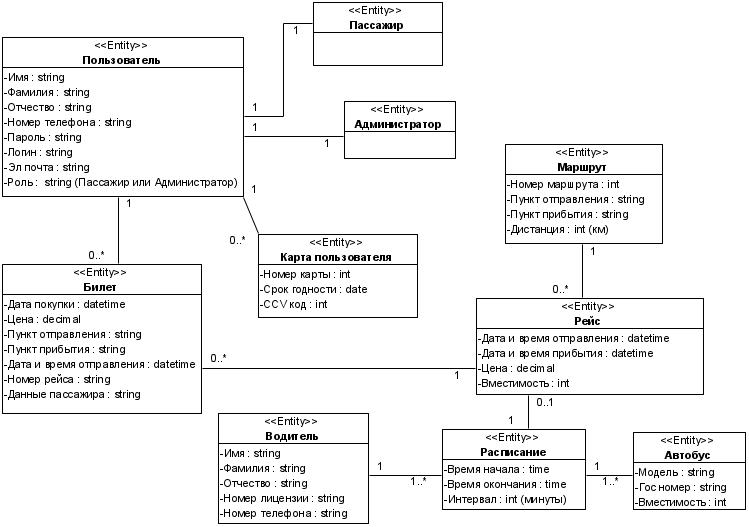 <<Entity>>
Пассажир
1
<<Entity>>
Пользователь
-Имя : string
-Фамилия : string
-Отчество : string
-Номер телефона : string
-Пароль : string
-Логин : string
-Эл почта : string
-Роль : string (Пассажир или Администратор)
1
1
1
<<Entity>>
Администратор
1
1
0..*
0..*
<<Entity>>
Карта пользователя
-Номер карты : int
-Срок годности : date
-CCV код : int
<<Entity>>
Маршрут
-Номер маршрута : int
-Пункт отправления : string
-Пункт прибытия : string
-Дистанция : int (км)
1
0..*
<<Entity>>
Билет
-Дата покупки : datetime
-Цена : decimal
-Пункт отправления : string
-Пункт прибытия : string
-Дата и время отправления : datetime
-Номер рейса : string
-Данные пассажира : string
0..*
1
<<Entity>>
Рейс
-Дата и время отправления : datetime
-Дата и время прибытия : datetime
-Цена : decimal
-Вместимость : int
0..1
1
<<Entity>>
Водитель
-Имя : string
-Фамилия : string
-Отчество : string
-Номер лицензии : string
-Номер телефона : string
1
1..*
<<Entity>>
Расписание
-Время начала : time
-Время окончания : time
-Интервал : int (минуты)
1
1..*
<<Entity>>
Автобус
-Модель : string
-Гос номер : string
-Вместимость : int